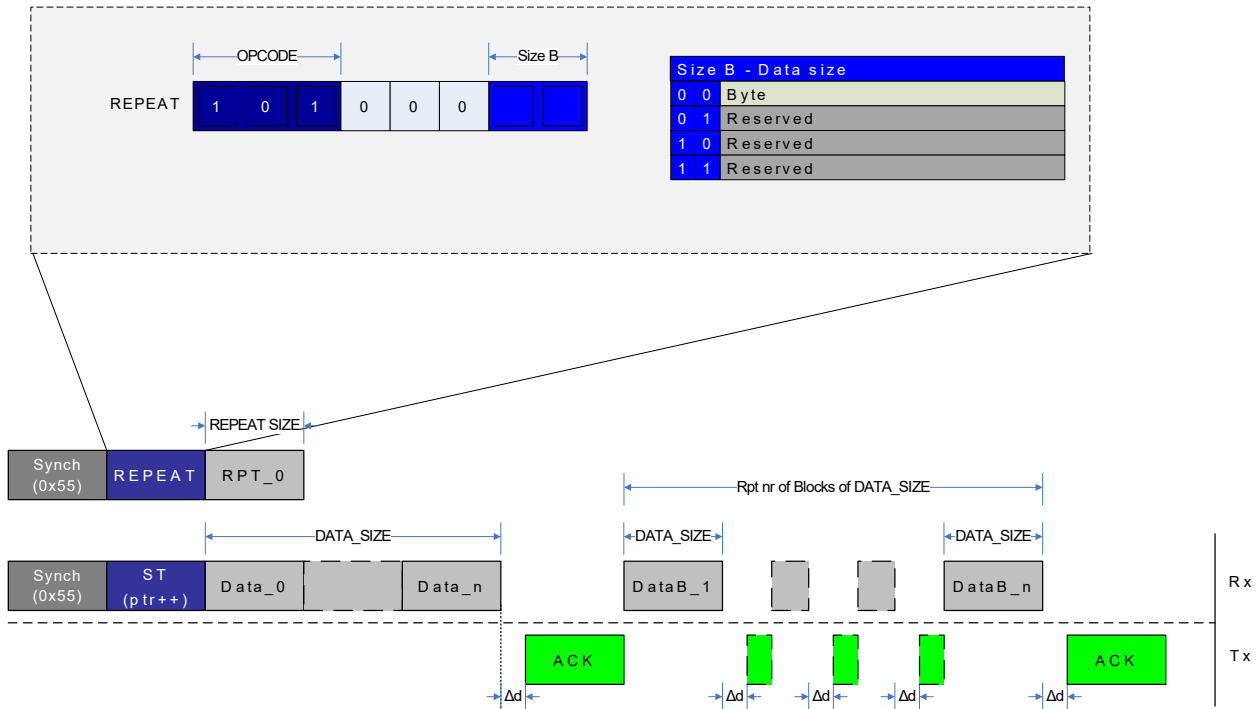 OPCODE
Size B
REPEAT
1 0 1 0 0 0
Size B - Data size
0 0 Byte
0 1 Reserved
1 0 Reserved
1 1 Reserved
REPEAT SIZE
Synch
(0x55)
REPEAT
RPT_0
Rpt nr of Blocks of DATA_SIZE
DATA_SIZE
DATA_SIZE
DATA_SIZE
Synch
(0x55)
ST
(ptr++)
Data_0
Data_n
DataB_1
DataB_n
Rx
ACK
ACK
Tx
Δd
Δd
Δd
Δd
Δd